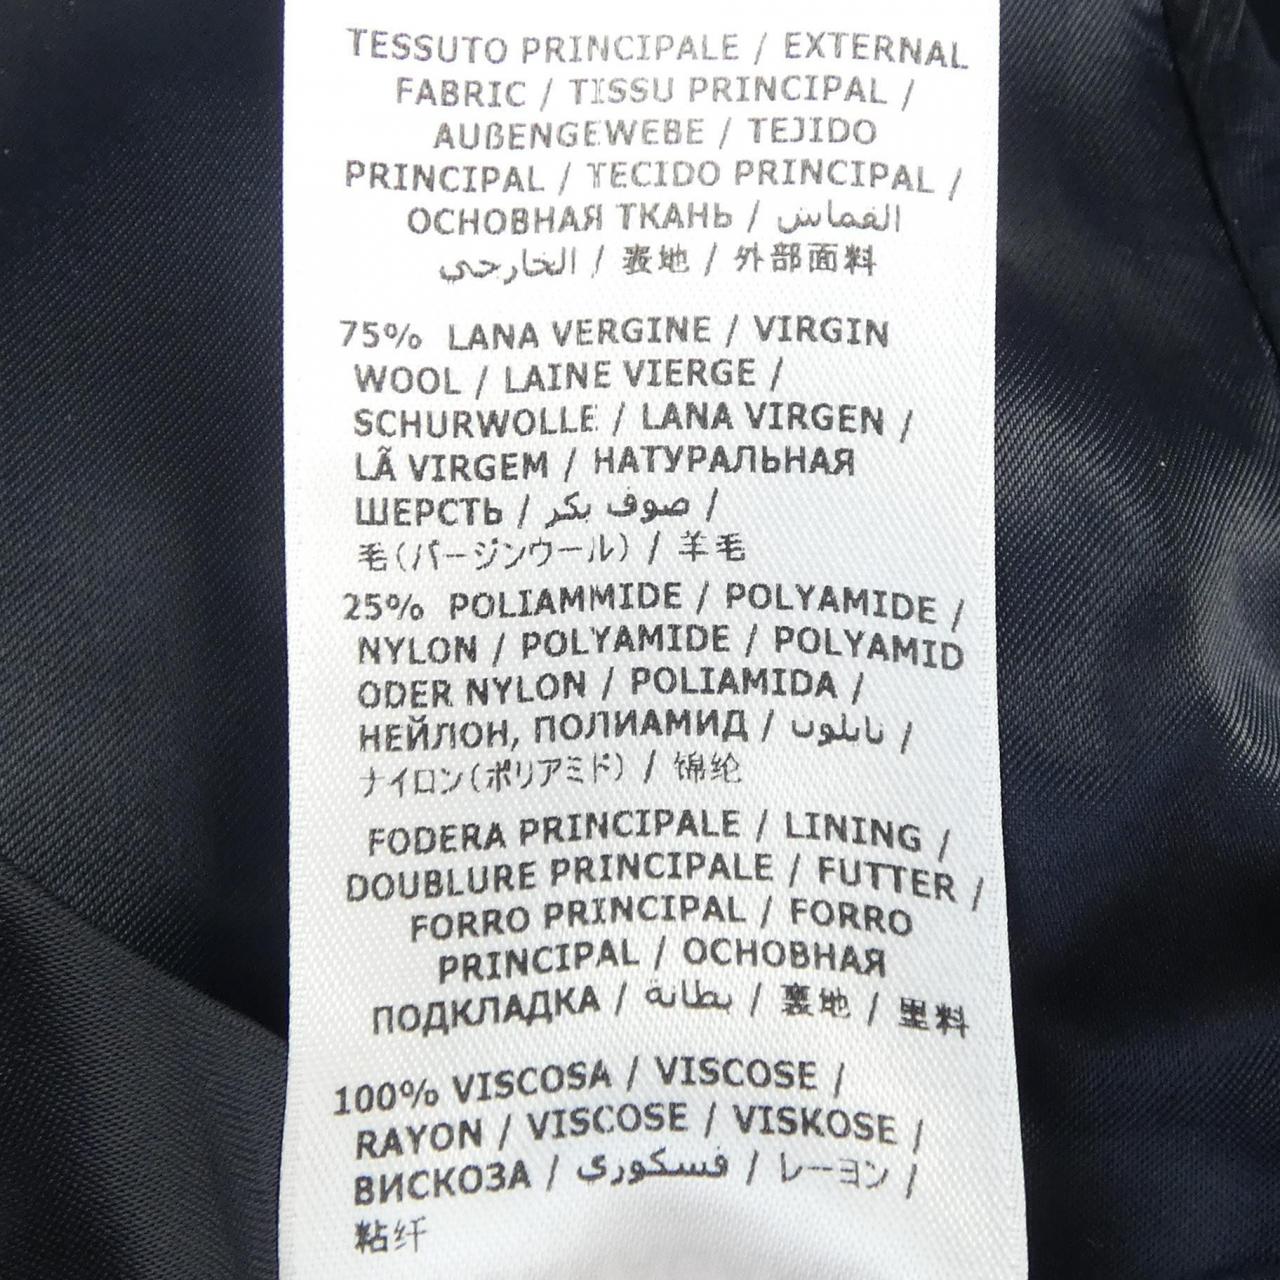 TESSUTO PRINCIPALE / EXTERNAL
FABRIC / TISSU PRINCIPAL /
AUßENGEWEBE / TEJIDO
PRINCIPAL / TECIDO PRINCIPAL /
ОСНОВНАЯ ТКАНЬ / القماش
الخارجي / 表地 / 外部面料
75% LANA VERGINE / VIRGIN
WOOL / LAINE VIERGE /
SCHURWOLLE / LANA VIRGEN /
LÃ VIRGEM / НАТУРАЛЬНАЯ
ШЕРСТЬ / صوف بكر /
毛(バージンウール) / 羊毛
25% POLIAMMIDE / POLYAMIDE /
NYLON / POLYAMIDE / POLYAMID
ODER NYLON / POLIAMIDA /
НЕЙЛОН, ПОЛИАМИД / نايلون /
ナイロン(ポリアミド) / 锦纶
FODERA PRINCIPALE / LINING /
DOUBLURE PRINCIPALE / FUTTER /
FORRO PRINCIPAL / FORRO
PRINCIPAL / ОСНОВНАЯ
ПОДКЛАДКА / بطانة / 裏地 / 里料
100% VISCOSA / VISCOSE /
RAYON / VISCOSE / VISKOSE /
ВИСКОЗА / فسكوزى / レーヨン /
粘纤